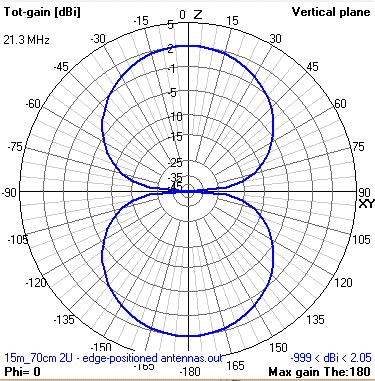 Tot-gain [dBi] 0 Z Vertical plane
-15 5 15
21.3 MHz -30 2 30
-1
-45 45
-5
-60 -10 60
-15
-75 75
-25
-35
-90 -45 90
XY
-105 105
-120 120
-135 135
-150 150
-165 165
15m_70cm 2U - edge-positioned antennas.out -999 < dBi < 2.05
Phi= 0 -180 Max gain The:180